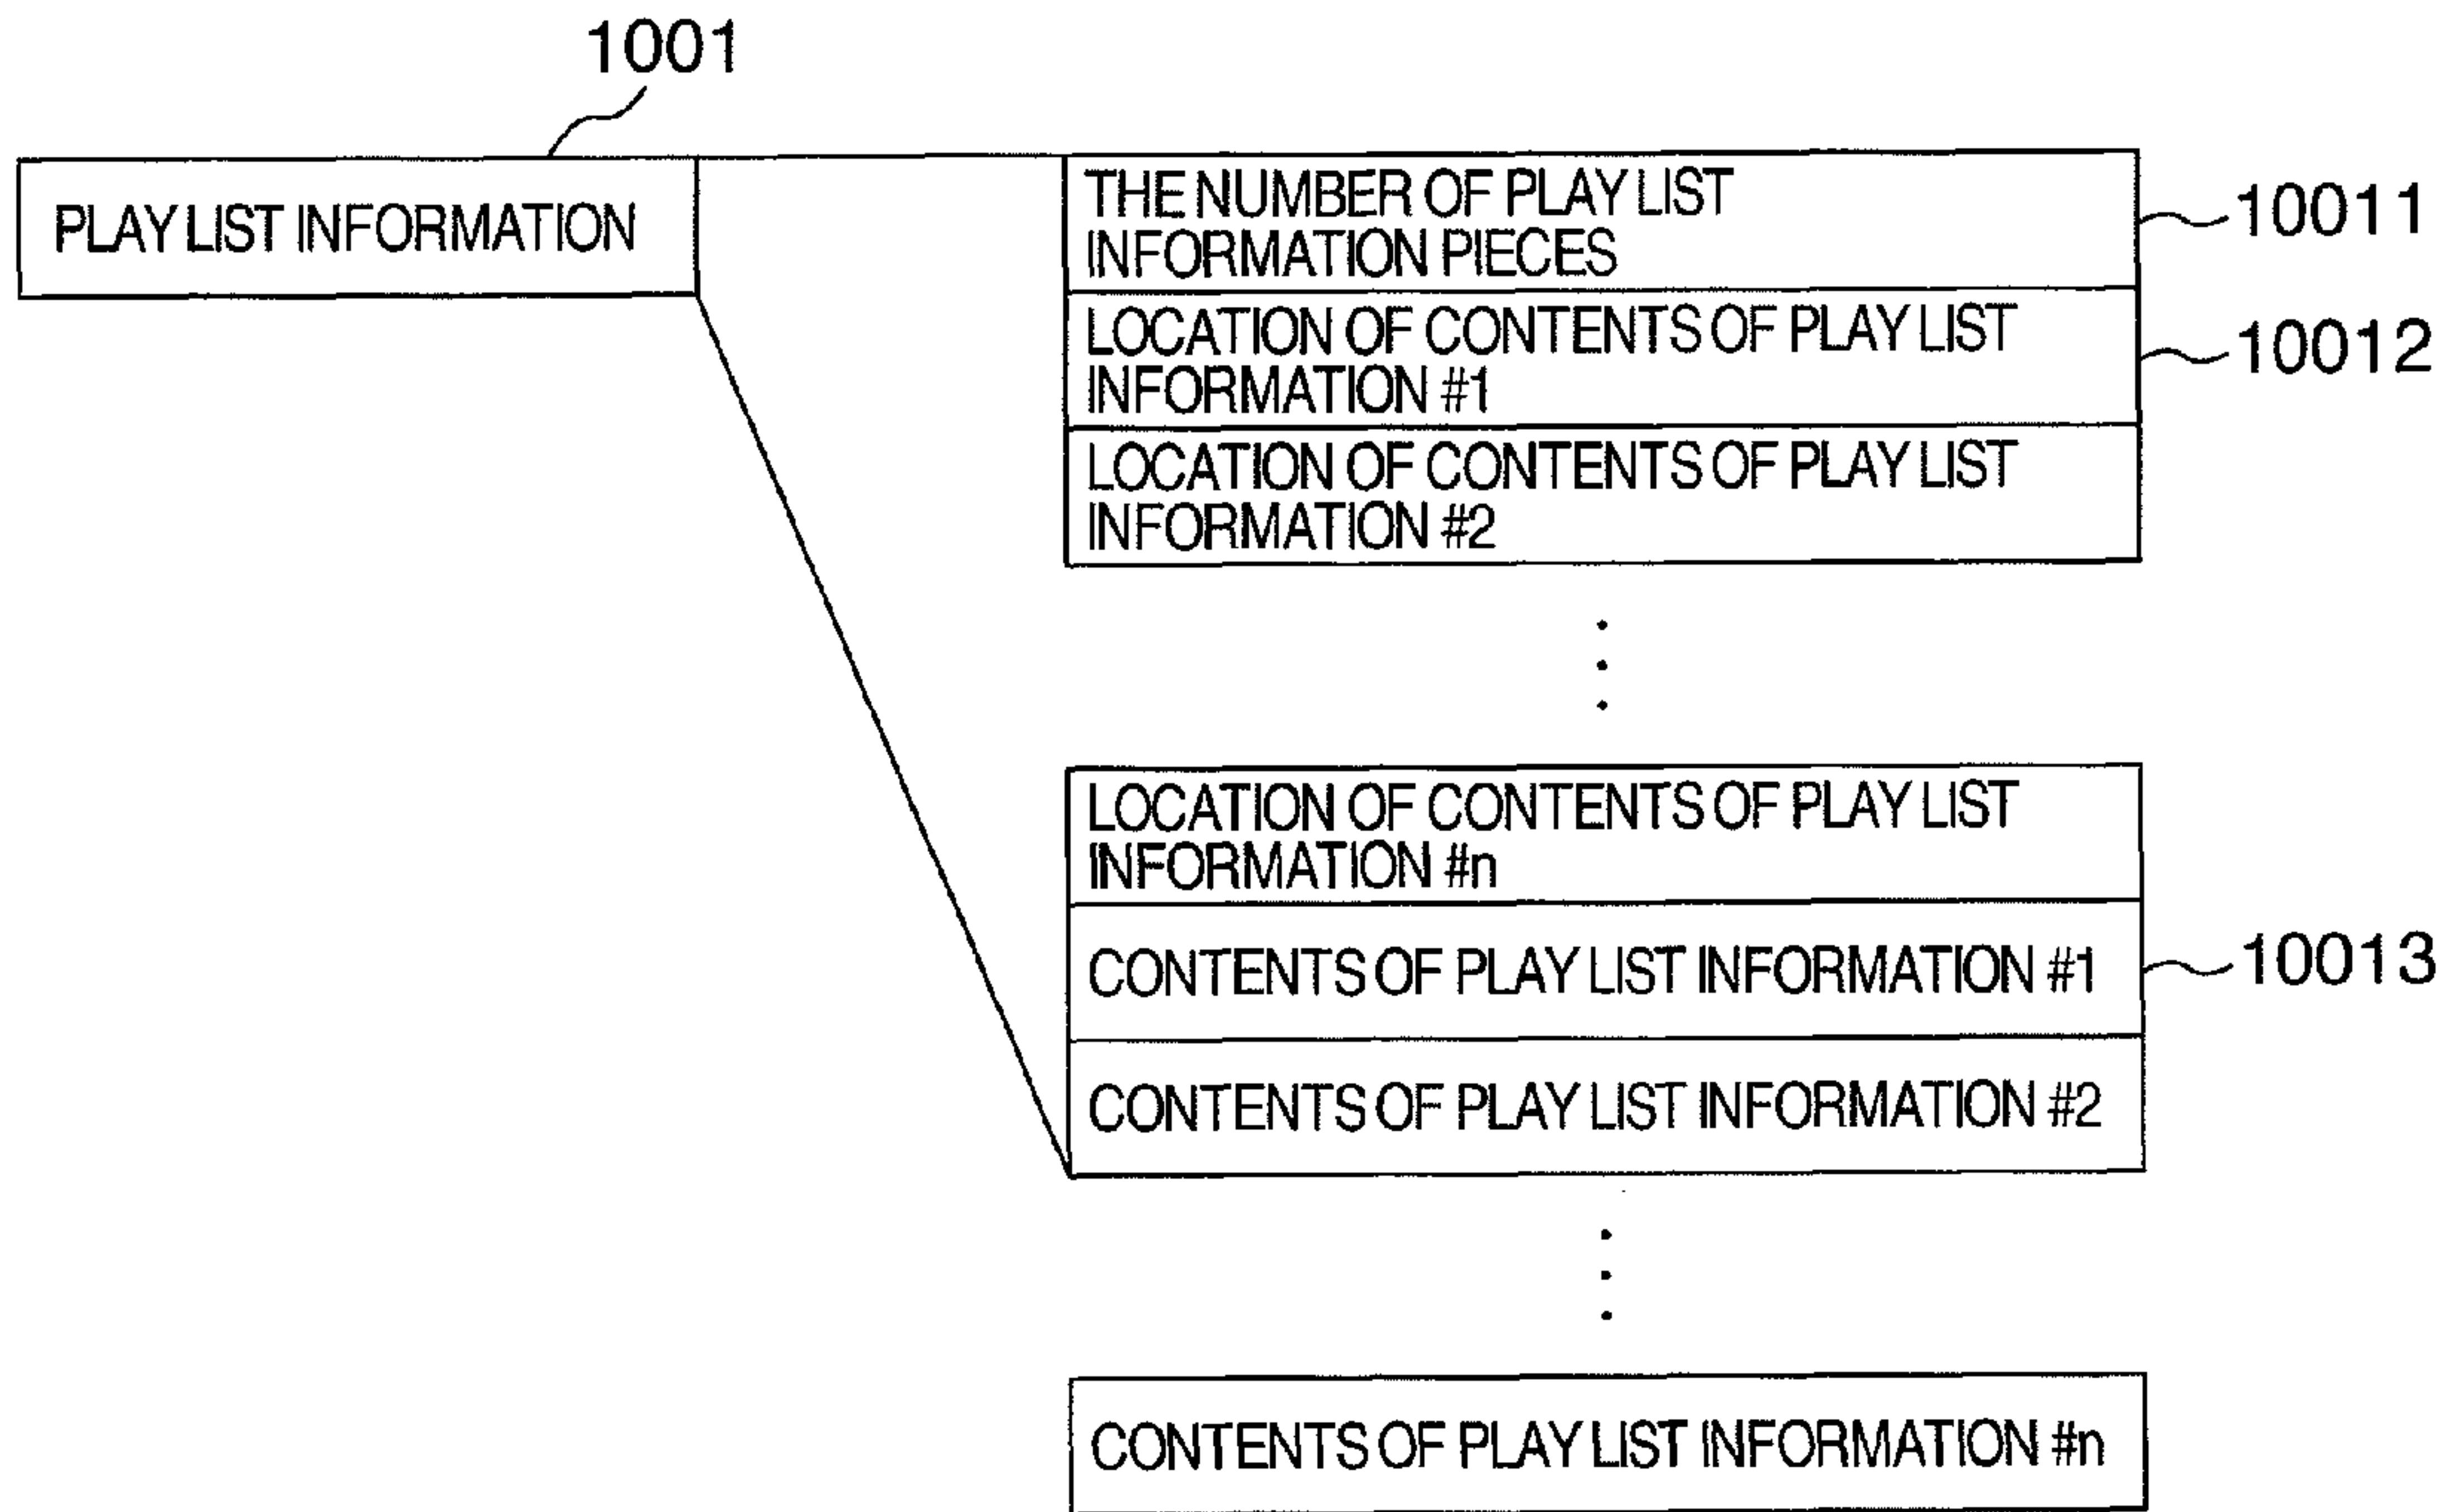 1001
PLAY LIST INFORMATION
THE NUMBER OF PLAY LIST
INFORMATION PIECES
10011
LOCATION OF CONTENTS OF PLAY LIST
INFORMATION #1
10012
LOCATION OF CONTENTS OF PLAY LIST
INFORMATION #2
LOCATION OF CONTENTS OF PLAY LIST
INFORMATION #n
CONTENTS OF PLAY LIST INFORMATION #1
10013
CONTENTS OF PLAY LIST INFORMATION #2
CONTENTS OF PLAY LIST INFORMATION #n